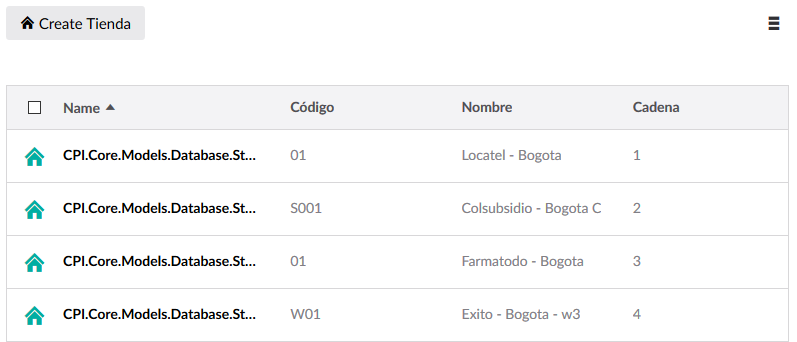 Create Tienda
Name Código Nombre Cadena
CPI.Core.Models.Database.St... 01 Locatel - Bogota 1
CPI.Core.Models.Database.St... S001 Colsubsidio - Bogota C 2
CPI.Core.Models.Database.St... 01 Farmatodo - Bogota 3
CPI.Core.Models.Database.St... W01 Exito - Bogota - w3 4